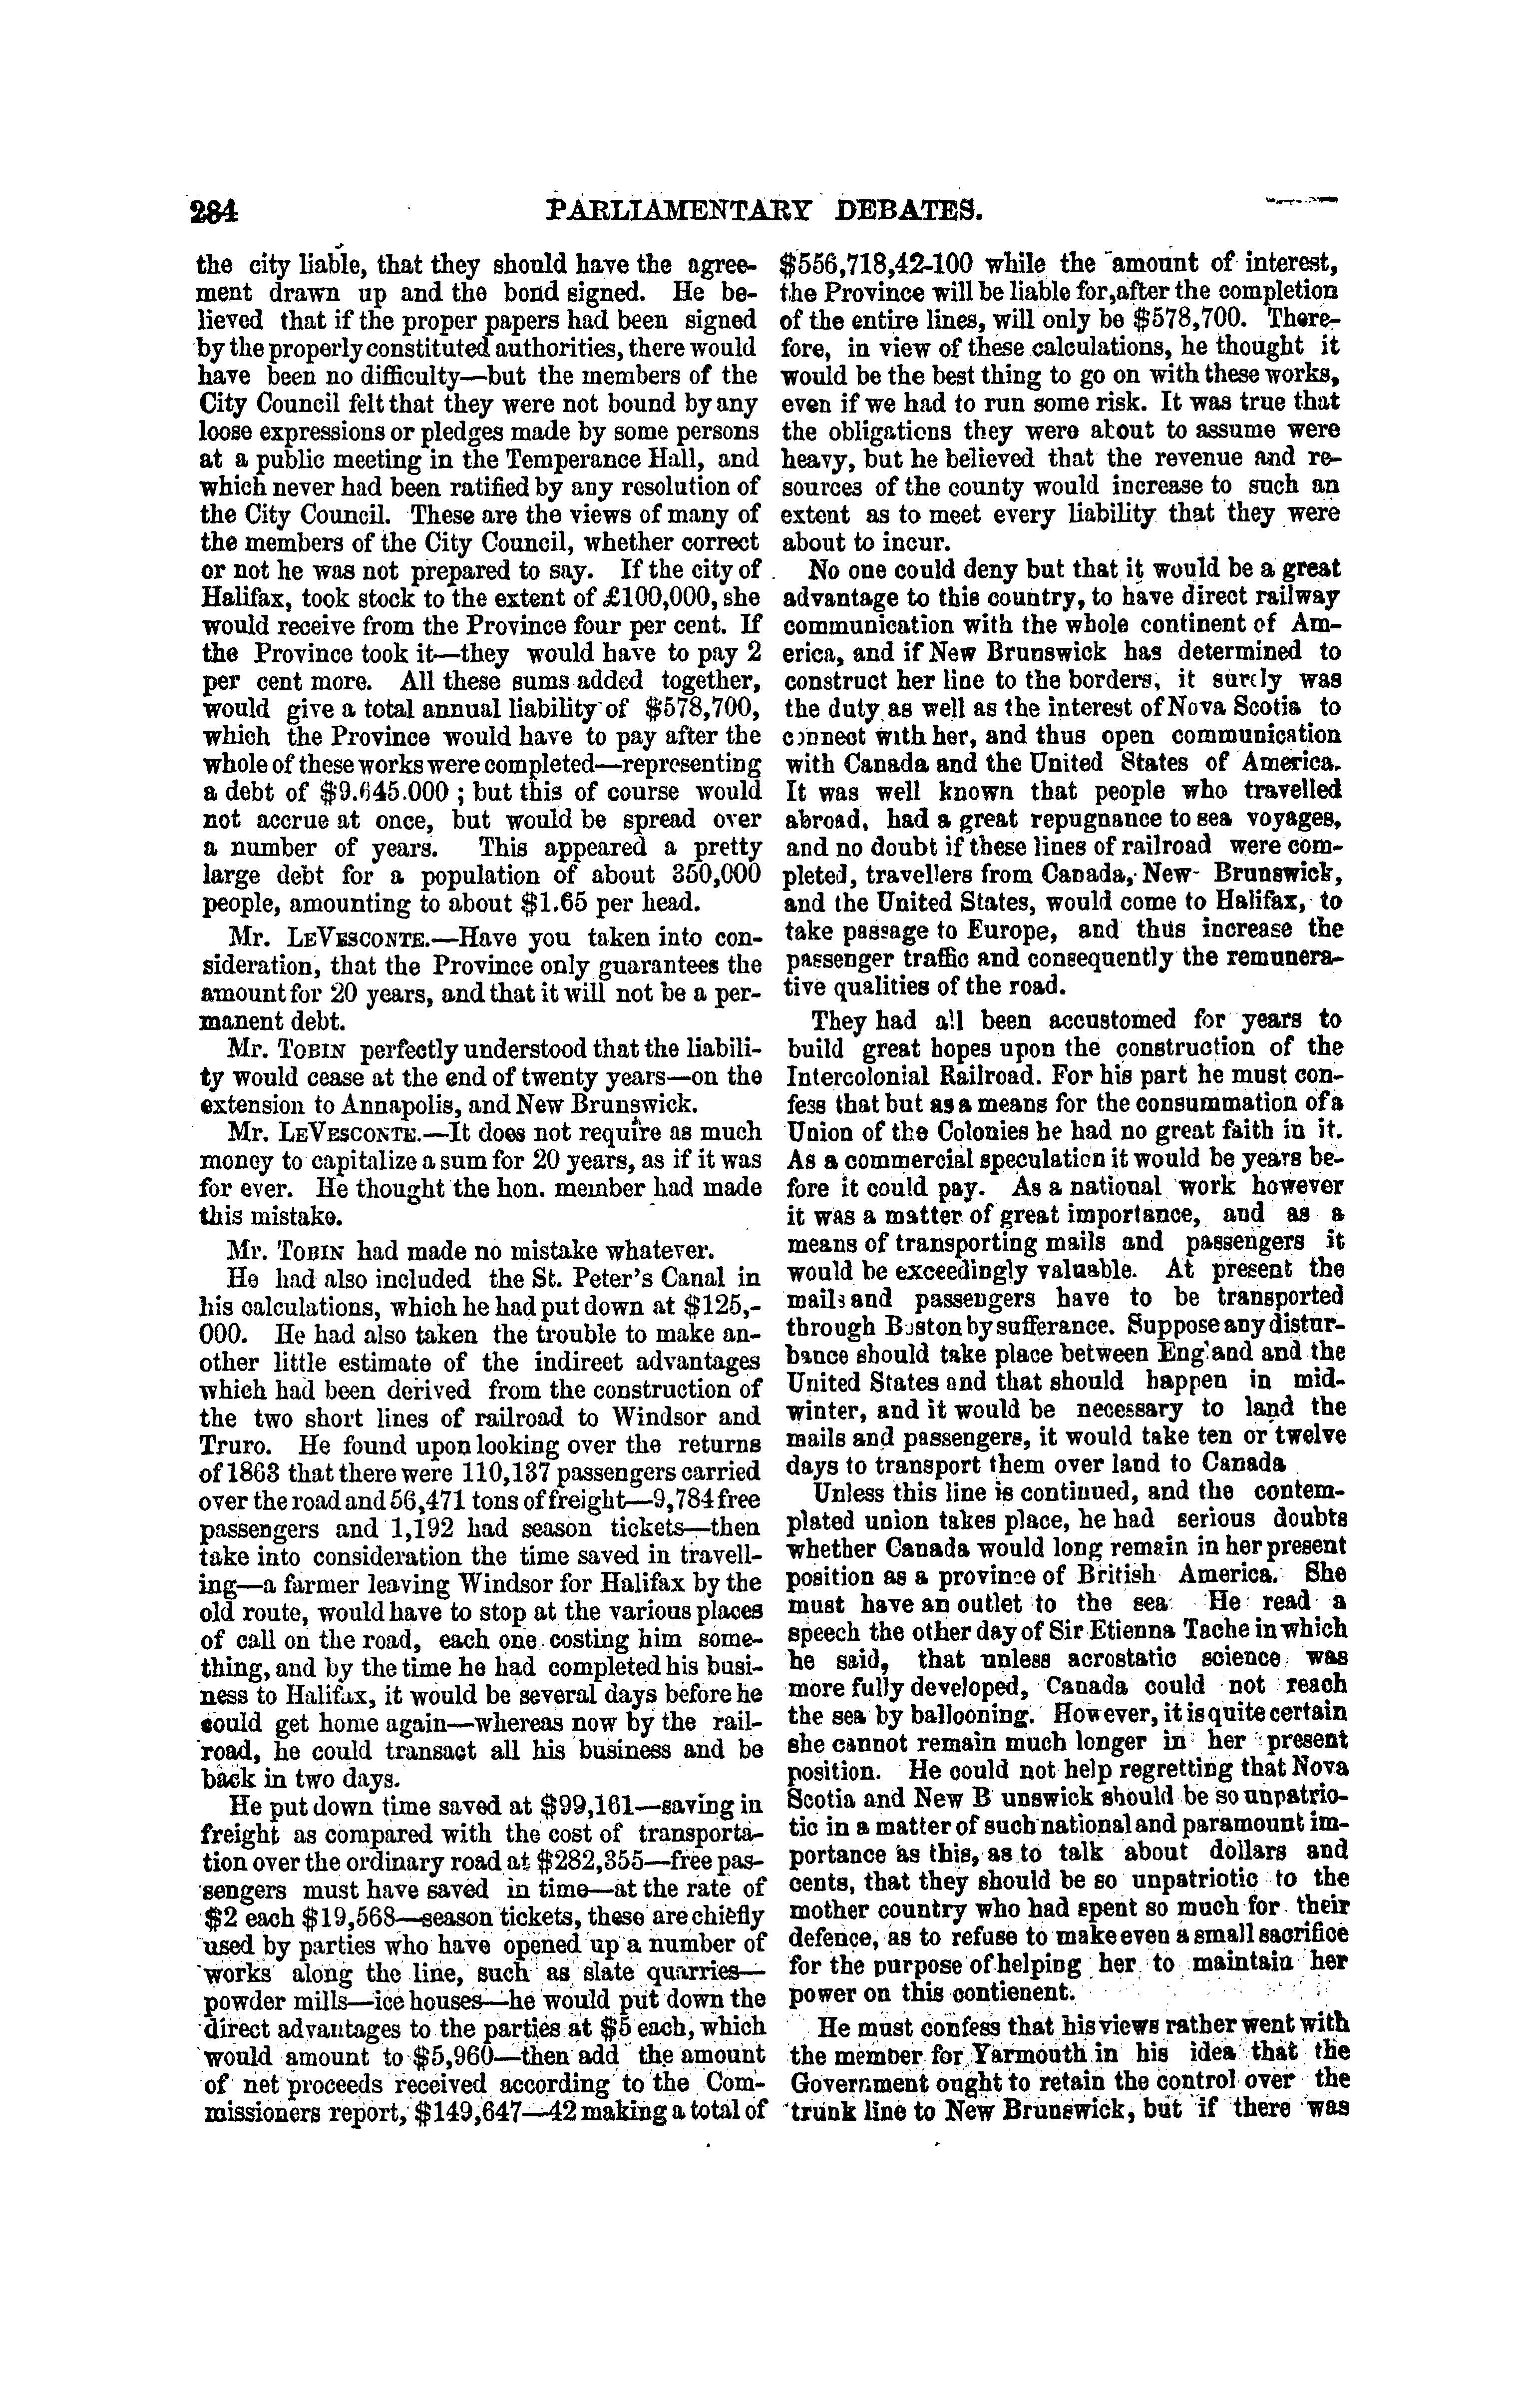 284
PARLIAMENTARY DEBATES.
the city liable, that they should have the agree-
ment drawn up and the bond signed. He be-
lieved that if the proper papers had been signed
by the properly constituted authorities, there would
have been no difficulty—but the members of the
City Council felt that they were not bound by any
loose expressions or pledges made by some persons
at a public meeting in the Temperance Hall, and
which never had been ratified by any resolution of
the City Council. These are the views of many of
the members of the City Council, whether correct
or not he was not prepared to say. If the city of
Halifax, took stock to the extent of £100,000, she
would receive from the Province four per cent. If
the Province took it—they would have to pay 2
per cent more. All these sums added together,
would give a total annual liability of $578,700,
which the Province would have to pay after the
whole of these works were completed—representing
a debt of $9.645.000 ; but this of course would
not accrue at once, but would be spread over
a number of years. This appeared a pretty
large debt for a population of about 350,000
people, amounting to about $1.65 per head.
Mr. LEVESCONTE.—Have you taken into con-
sideration, that the Province only guarantees the
amount for 20 years, and that it will not be a per-
manent debt.
Mr. TOBIN perfectly understood that the liabili-
ty would cease at the end of twenty years—on the
extension to Annapolis, and New Brunswick.
Mr. LEVESCONTE.—It does not require as much
money to capitalize a sum for 20 years, as if it was
for ever. He thought the hon. member had made
this mistake.
Mr. TOBIN had made no mistake whatever.
He had also included the St. Peter's Canal in
his calculations, which he had put down at $125,-
000. He had also taken the trouble to make an-
other little estimate of the indirect advantages
which had been derived from the construction of
the two short lines of railroad to Windsor and
Truro. He found upon looking over the returns
of 1863 that there were 110,137 passengers carried
over the road and 56,471 tons of freight—9,784 free
passengers and 1,192 had season tickets—then
take into consideration the time saved in travell-
ing—a farmer leaving Windsor for Halifax by the
old route, would have to stop at the various places
of call on the road, each one costing him some-
thing, and by the time he had completed his busi-
ness to Halifax, it would be several days before he
could get home again—whereas now by the rail-
road, he could transact all his business and be
back in two days.
He put down time saved at $99,161—saving in
freight as compared with the cost of transporta-
tion over the ordinary road at $282,355—free pas-
sengers must have saved in time—at the rate of
$2 each $19,568—season tickets, these are chiefly
used by parties who have opened up a number of
works along the line, such as slate quarries—
powder mills—ice houses—he would put down the
direct advantages to the parties at $5 each, which
would amount to $5,960—then add the amount
of net proceeds received according to the Com-
missioners report, $149,647—42 making a total of
$556,718,42-100 while the amount of interest,
the Province will be liable for,after the completion
of the entire lines, will only be $578,700. There-
fore, in view of these calculations, he thought it
would be the best thing to go on with these works,
even if we had to run some risk. It was true that
the obligations they were about to assume were
heavy, but he believed that the revenue and re-
sources of the county would increase to such an
extent as to meet every liability that they were
about to incur.
No one could deny but that it would be a great
advantage to this country, to have direct railway
communication with the whole continent of Am-
erica, and if New Brunswick has determined to
construct her line to the borders, it surely was
the duty as well as the interest of Nova Scotia to
connect with her, and thus open communication
with Canada and the United States of America.
It was well known that people who travelled
abroad, had a great repugnance to sea voyages,
and no doubt if these lines of railroad were com-
pleted, travellers from Canada, New- Brunswick,
and the United States, would come to Halifax, to
take passage to Europe, and thus increase the
passenger traffic and consequently the remunera-
tive qualities of the road.
They had all been accustomed for years to
build great hopes upon the construction of the
Intercolonial Railroad. For his part he must con-
fess that but as a means for the consummation of a
Union of the Colonies he had no great faith in it.
As a commercial speculation it would be years be-
fore it could pay. As a national work however
it was a matter of great importance, and as a
means of transporting mails and passengers it
would be exceedingly valuable. At present the
mails and passengers have to be transported
through Boston by sufferance. Suppose any distur-
bance should take place between England and the
United States and that should happen in mid-
winter, and it would be necessary to land the
mails and passengers, it would take ten or twelve
days to transport them over land to Canada
Unless this line is continued, and the contem-
plated union takes place, he had serious doubts
whether Canada would long remain in her present
position as a province of British America. She
must have an outlet to the sea He read a
speech the other day of Sir Etienna Tache in which
he said, that unless acrostatic science was
more fully developed, Canada could not reach
the sea by ballooning. However, it is quite certain
she cannot remain much longer in her present
position. He could not help regretting that Nova
Scotia and New B unswick should be so unpatrio-
tic in a matter of such national and paramount im-
portance as this, as to talk about dollars and
cents, that they should be so unpatriotic to the
mother country who had spent so much for their
defence, as to refuse to make even a small sacrifice
for the purpose of helping her to maintain her
power on this contienent.
He must confess that his views rather went with
the member for Yarmouth in his idea that the
Government ought to retain the control over the
trunk line to New Brunswick, but if there was